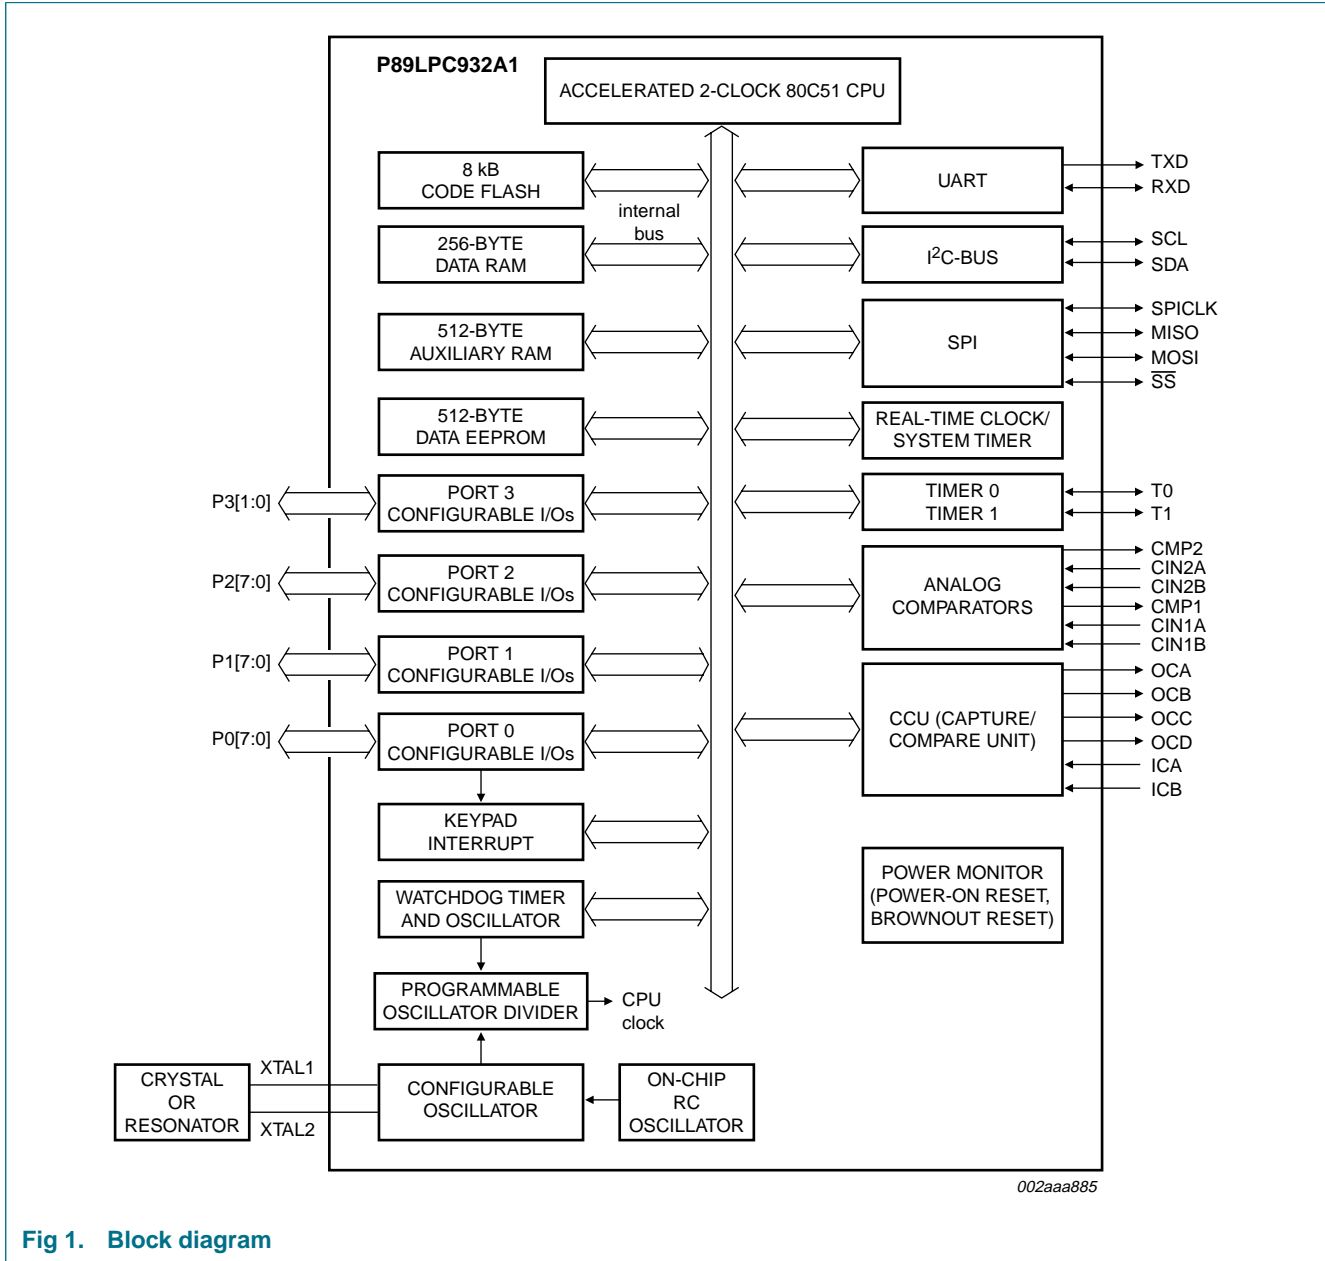 P89LPC932A1
ACCELERATED 2-CLOCK 80C51 CPU
8 kB
CODE FLASH
internal
bus
256-BYTE
DATA RAM
512-BYTE
AUXILIARY RAM
512-BYTE
DATA EEPROM
P3[1:0]
PORT 3
CONFIGURABLE I/Os
P2[7:0]
PORT 2
CONFIGURABLE I/Os
P1[7:0]
PORT 1
CONFIGURABLE I/Os
P0[7:0]
PORT 0
CONFIGURABLE I/Os
KEYPAD
INTERRUPT
WATCHDOG TIMER
AND OSCILLATOR
PROGRAMMABLE
OSCILLATOR DIVIDER
CPU
clock
CRYSTAL
OR
RESONATOR
XTAL1
XTAL2
CONFIGURABLE
OSCILLATOR
ON-CHIP
RC
OSCILLATOR
UART
TXD
RXD
I²C-BUS
SCL
SDA
SPI
SPICLK
MISO
MOSI
S̅S̅
REAL-TIME CLOCK/
SYSTEM TIMER
TIMER 0
TIMER 1
T0
T1
ANALOG
COMPARATORS
CMP2
CIN2A
CIN2B
CMP1
CIN1A
CIN1B
CCU (CAPTURE/
COMPARE UNIT)
OCA
OCB
OCC
OCD
ICA
ICB
POWER MONITOR
(POWER-ON RESET,
BROWNOUT RESET)
002aaa885
Fig 1. Block diagram